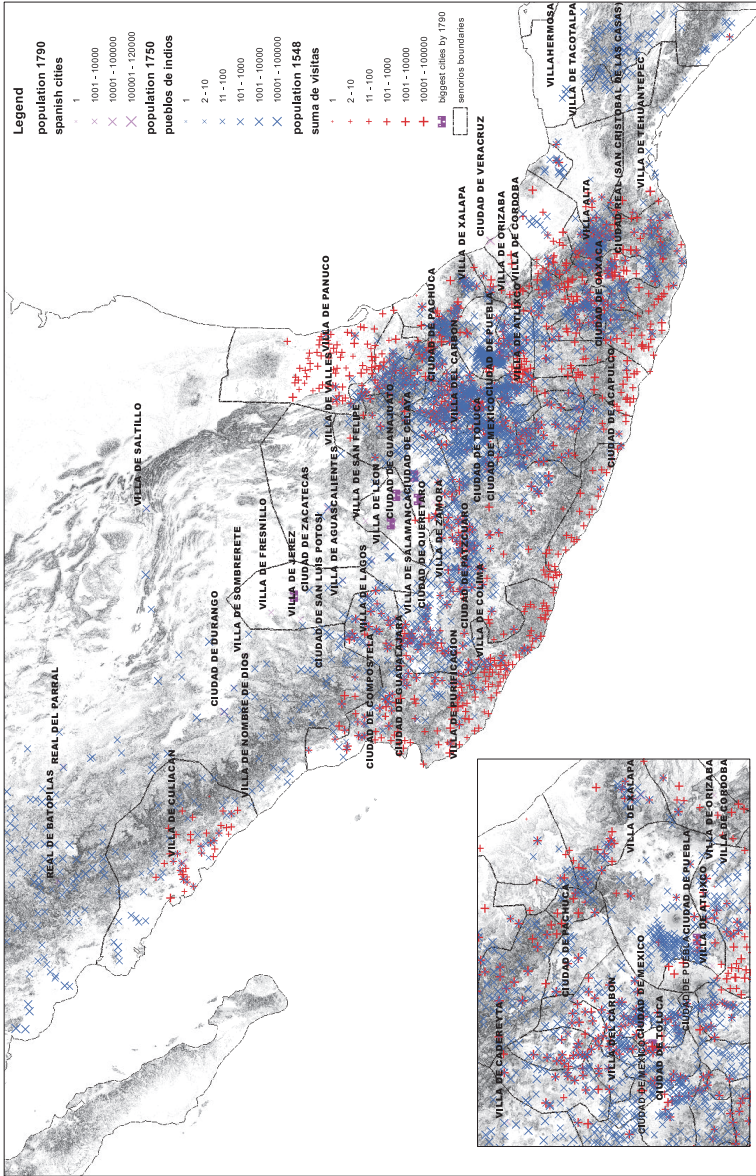 Legend
population 1790
spanish cities
1
1001 - 10000
10001 - 100000
100001 - 120000
population 1750
pueblos de indios
1
2 - 10
11 -100
101 - 1000
1001-10000
10001 - 100000
population 1548
suma de visitas
1
2 - 10
11 -100
101 - 1000
1001 - 10000
10001 - 100000
biggest cities by 1790
senorios boundaries
REAL DE BATOPILAS
REAL DEL PARRAL
VILLA DE SALTILLO
VILLA DE CULIACAN
CIUDAD DE DURANGO
VILLA DE SOMBRERETE
VILLA DE NOMBRE DE DIOS
VILLA DE FRESNILLO
VILLA DE JEREZ
CIUDAD DE ZACATECAS
CIUDAD DE SAN LUIS POTOSI
VILLA DE VALLES
VILLA DE PANUCO
VILLA DE AGUASCALIENTES
VILLA DE SAN FELIPE
VILLA DE LAGOS
CIUDAD DE COMPOSTELA
VILLA DE LEON
CIUDAD DE GUANAJUATO
CIUDAD DE GUADALAJARA
VILLA DE SALAMANCA
CIUDAD DE CELAYA
CIUDAD DE QUERETARO
CIUDAD DE PACHUCA
VILLA DE ZAMORA
VILLA DEL CARBON
VILLA DE PURIFICACION
CIUDAD DE PATZCUARO
VILLA DE XALAPA
CIUDAD DE TOLUCA
VILLA DE COLIMA
CIUDAD DE VERACRUZ
CIUDAD DE MEXICO
CIUDAD DE PUEBLA
VILLA DE ORIZABA
VILLA DE CORDOBA
VILLA DE ATLIXCO
VILLAHERMOSA
VILLA DE TACOTALPA
VILLA ALTA
CIUDAD DE OAXACA
CIUDAD DE ACAPULCO
CIUDAD REAL (SAN CRISTOBAL DE LAS CASAS)
VILLA DE TEHUANTEPEC
VILLA DE CADEREYTA
CIUDAD DE PACHUCA
VILLA DEL CARBON
VILLA DE XALAPA
CIUDAD DE MEXICO
CIUDAD DE MEXICO
CIUDAD DE TOLUCA
CIUDAD DE PUEBLA
CIUDAD DE PUEBLA
VILLA DE ATLIXCO
VILLA DE ORIZABA
VILLA DE CORDOBA